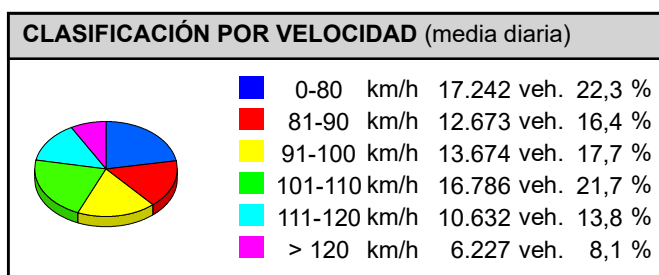 CLASIFICACIÓN POR VELOCIDAD (media diaria)
0-80 km/h 17.242 veh. 22,3 %
81-90 km/h 12.673 veh. 16,4 %
91-100 km/h 13.674 veh. 17,7 %
101-110 km/h 16.786 veh. 21,7 %
111-120 km/h 10.632 veh. 13,8 %
> 120 km/h 6.227 veh. 8,1 %